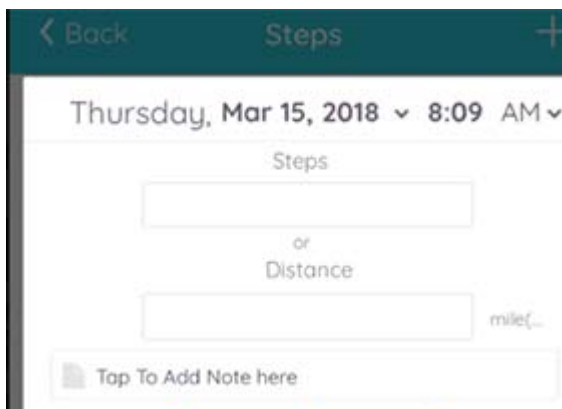 Back Steps +
Thursday, Mar 15, 2018 8:09 AM
Steps
or
Distance
mile(...
Tap To Add Note here